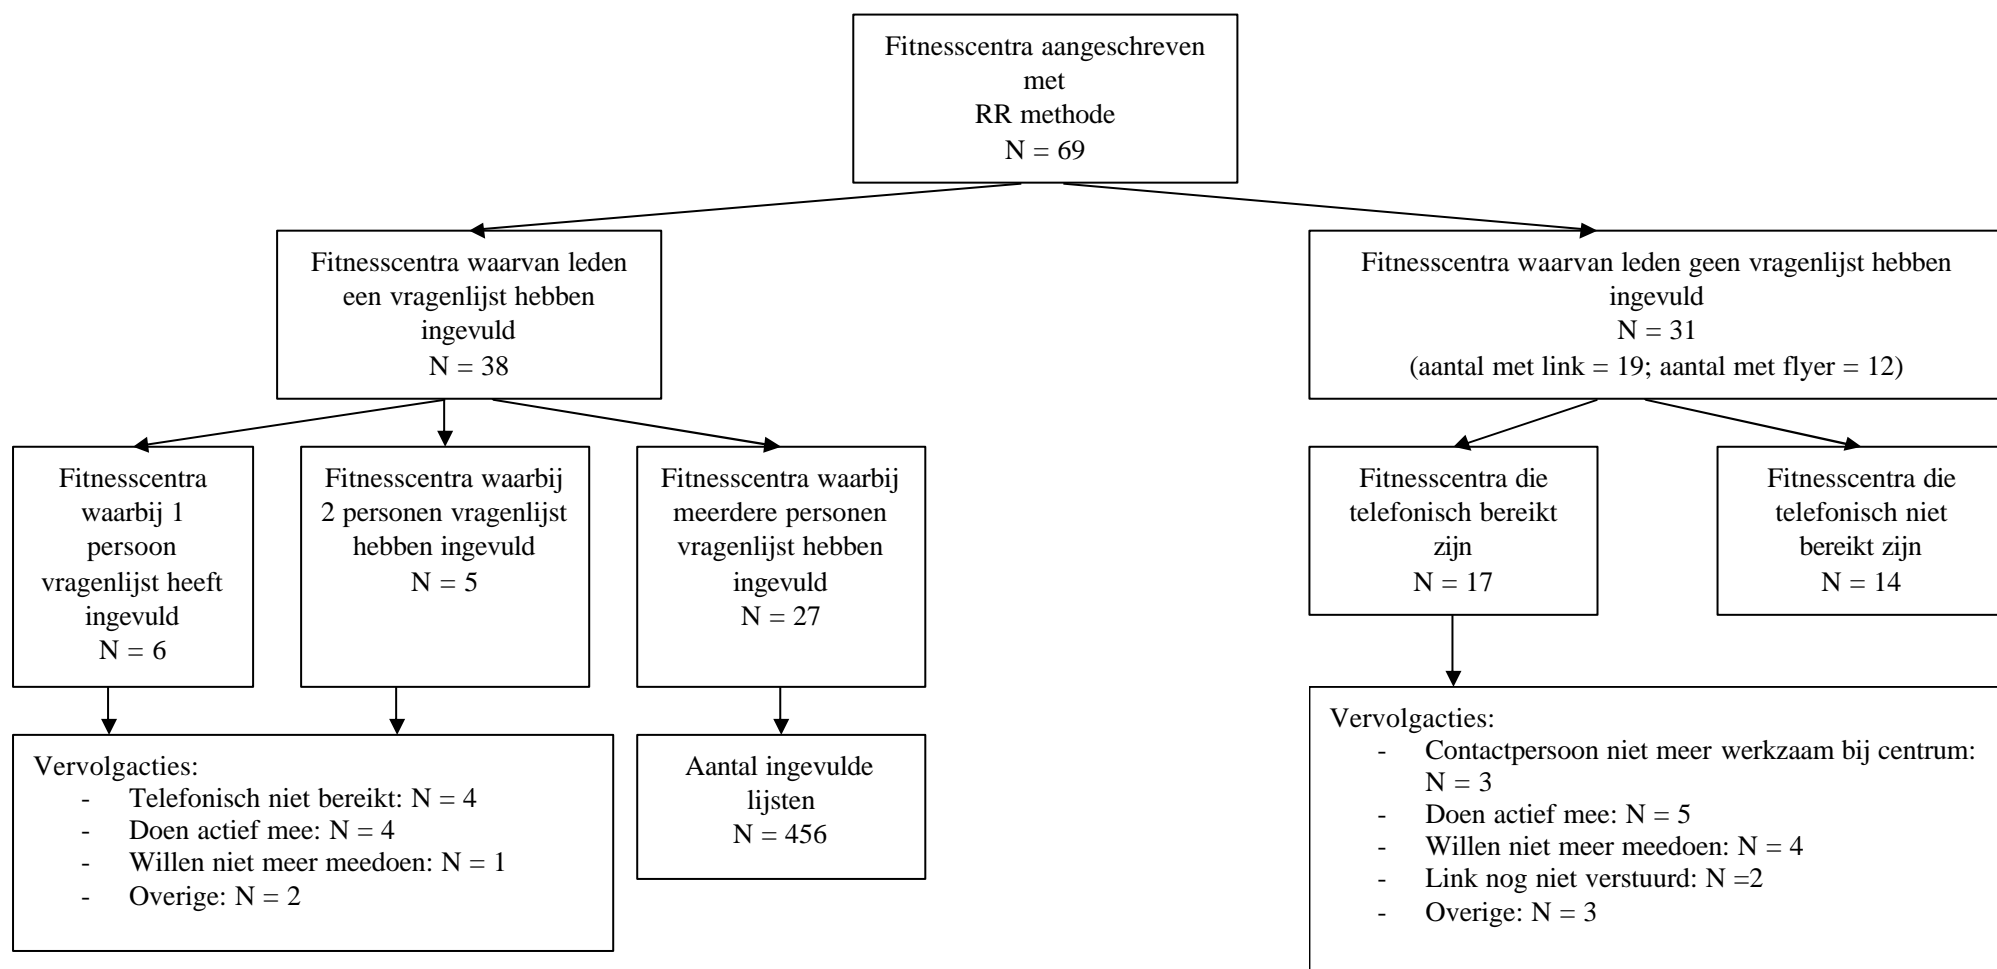 Fitnesscentra aangeschreven
met
RR methode
N = 69
Fitnesscentra waarvan leden
een vragenlijst hebben
ingevuld
N = 38
Fitnesscentra waarvan leden geen vragenlijst hebben
ingevuld
N = 31
(aantal met link = 19; aantal met flyer = 12)
Fitnesscentra
waarbij 1
persoon
vragenlijst heeft
ingevuld
N = 6
Fitnesscentra waarbij
2 personen vragenlijst
hebben ingevuld
N = 5
Fitnesscentra waarbij
meerdere personen
vragenlijst hebben
ingevuld
N = 27
Fitnesscentra die
telefonisch bereikt
zijn
N = 17
Fitnesscentra die
telefonisch niet
bereikt zijn
N = 14
Vervolgacties:
- Telefonisch niet bereikt: N = 4
- Doen actief mee: N = 4
- Willen niet meer meedoen: N = 1
- Overige: N = 2
Aantal ingevulde
lijsten
N = 456
Vervolgacties:
- Contactpersoon niet meer werkzaam bij centrum:
N = 3
- Doen actief mee: N = 5
- Willen niet meer meedoen: N = 4
- Link nog niet verstuurd: N =2
- Overige: N = 3